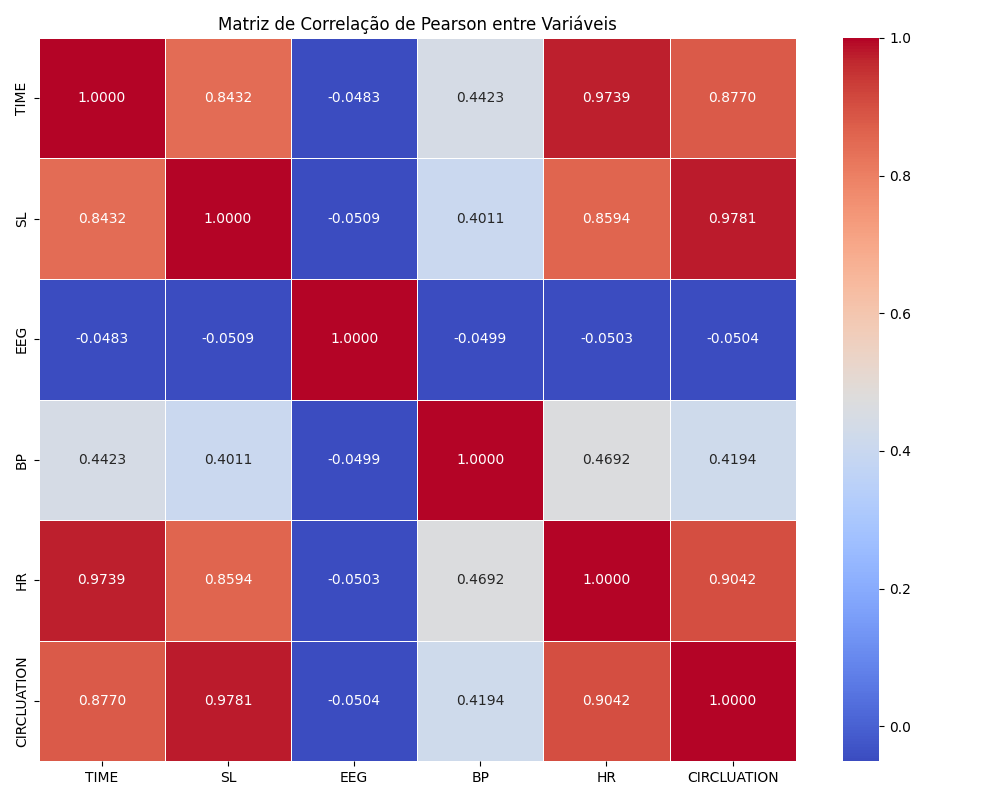 Matriz de Correlação de Pearson entre Variáveis
TIME 1.0000 0.8432 -0.0483 0.4423 0.9739 0.8770
SL 0.8432 1.0000 -0.0509 0.4011 0.8594 0.9781
EEG -0.0483 -0.0509 1.0000 -0.0499 -0.0503 -0.0504
BP 0.4423 0.4011 -0.0499 1.0000 0.4692 0.4194
HR 0.9739 0.8594 -0.0503 0.4692 1.0000 0.9042
CIRCLUATION 0.8770 0.9781 -0.0504 0.4194 0.9042 1.0000
TIME SL EEG BP HR CIRCLUATION
1.0
0.8
0.6
0.4
0.2
0.0